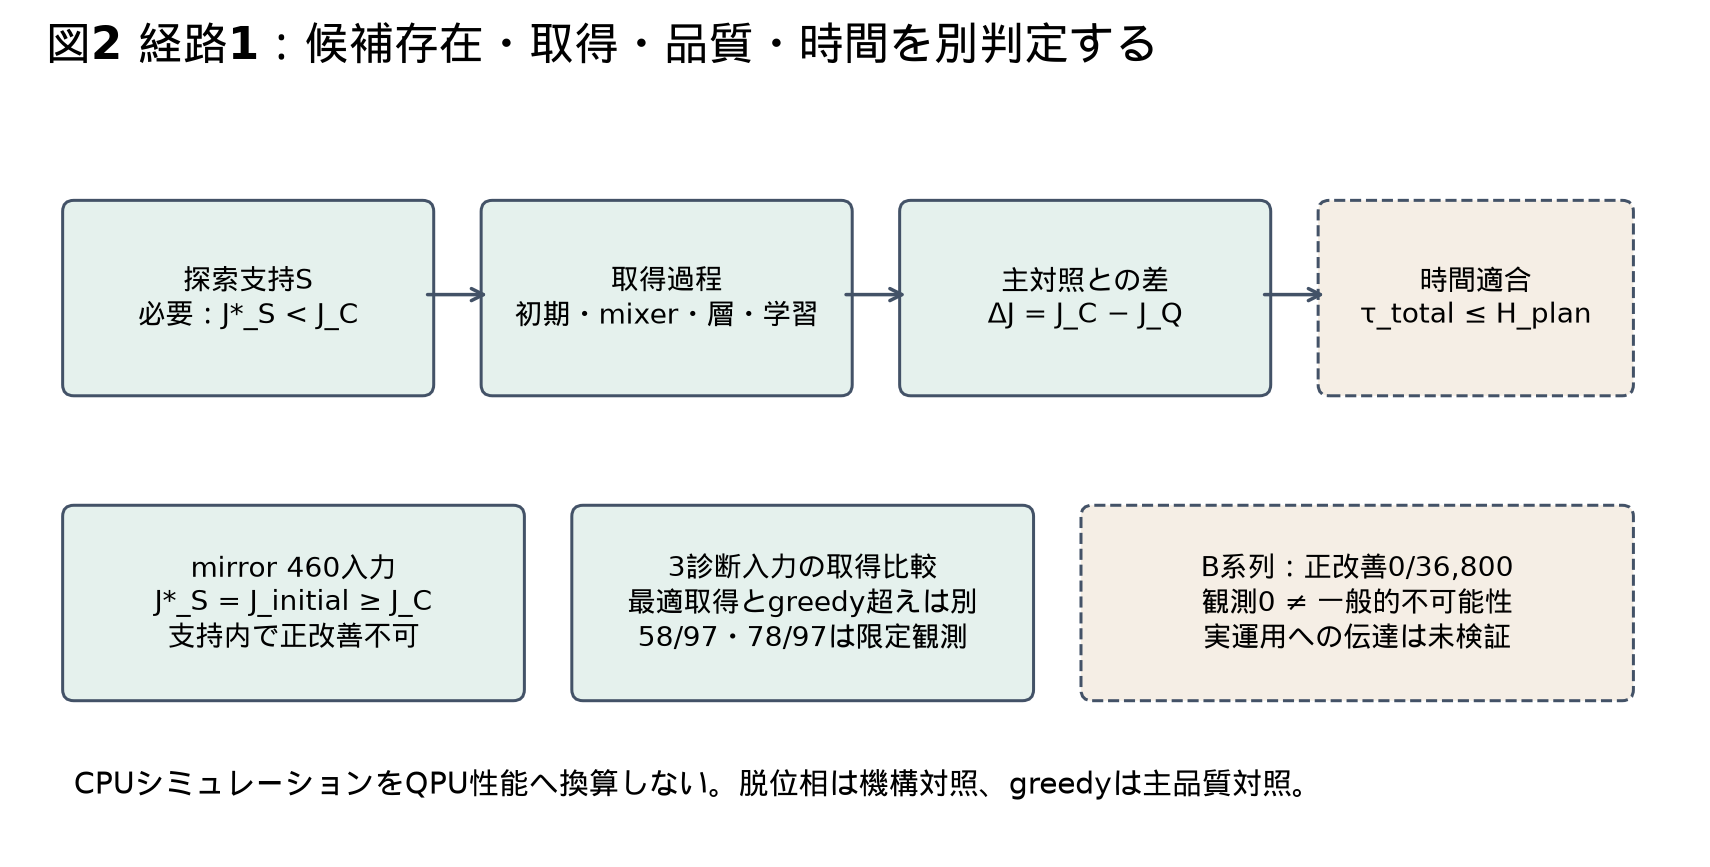 図2 経路1：候補存在・取得・品質・時間を別判定する
探索支持S
必要：J*_S < J_C
取得過程
初期・mixer・層・学習
主対照との差
ΔJ = J_C − J_Q
時間適合
τ_total ≤ H_plan
mirror 460入力
J*_S = J_initial ≥ J_C
支持内で正改善不可
3診断入力の取得比較
最適取得とgreedy超えは別
58/97・78/97は限定観測
B系列：正改善0/36,800
観測0 ≠ 一般的不可能性
実運用への伝達は未検証
CPUシミュレーションをQPU性能へ換算しない。脱位相は機構対照、greedyは主品質対照。